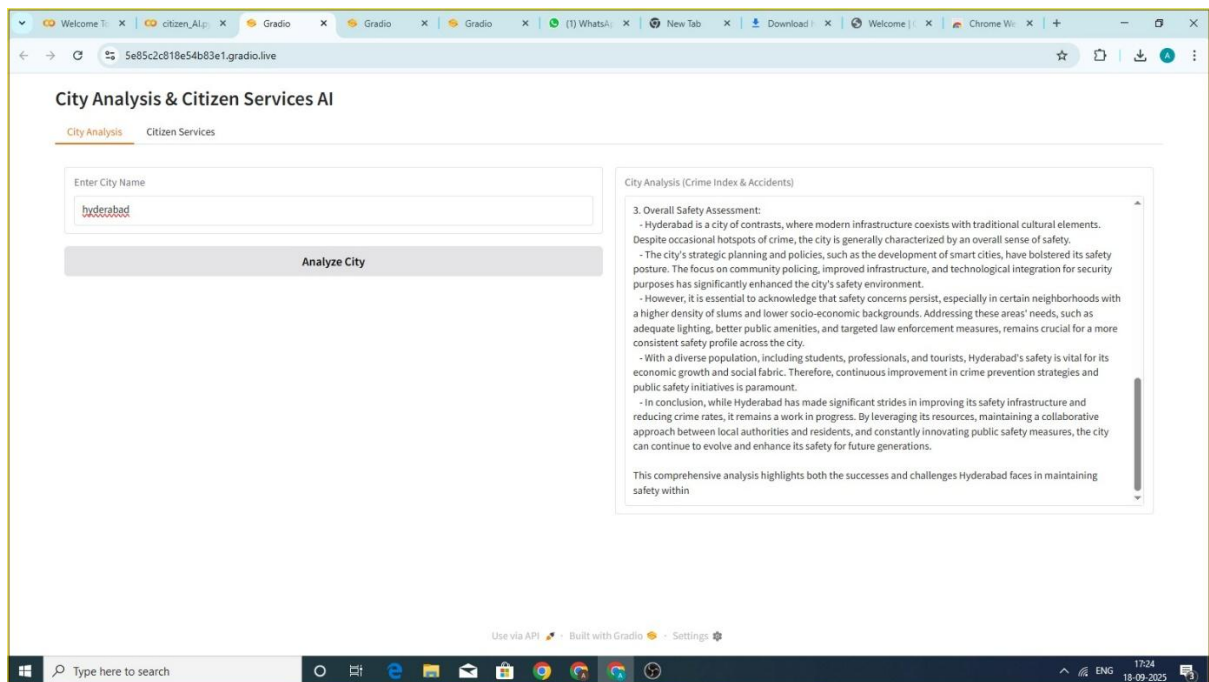 Welcome To
citizen_AI.p
Gradio
Gradio
Gradio
(1) WhatsA
New Tab
Download
Welcome |
Chrome We
5e85c2c818e54b83e1.gradio.live
A
City Analysis & Citizen Services AI
City Analysis
Citizen Services
Enter City Name
hyderabad
Analyze City
City Analysis (Crime Index & Accidents)
3. Overall Safety Assessment:
- Hyderabad is a city of contrasts, where modern infrastructure coexists with traditional cultural elements.
Despite occasional hotspots of crime, the city is generally characterized by an overall sense of safety.
- The city's strategic planning and policies, such as the development of smart cities, have bolstered its safety
posture. The focus on community policing, improved infrastructure, and technological integration for security
purposes has significantly enhanced the city's safety environment.
- However, it is essential to acknowledge that safety concerns persist, especially in certain neighborhoods with
a higher density of slums and lower socio-economic backgrounds. Addressing these areas' needs, such as
adequate lighting, better public amenities, and targeted law enforcement measures, remains crucial for a more
consistent safety profile across the city.
- With a diverse population, including students, professionals, and tourists, Hyderabad's safety is vital for its
economic growth and social fabric. Therefore, continuous improvement in crime prevention strategies and
public safety initiatives is paramount.
- In conclusion, while Hyderabad has made significant strides in improving its safety infrastructure and
reducing crime rates, it remains a work in progress. By leveraging its resources, maintaining a collaborative
approach between local authorities and residents, and constantly innovating public safety measures, the city
can continue to evolve and enhance its safety for future generations.
This comprehensive analysis highlights both the successes and challenges Hyderabad faces in maintaining
safety within
Use via API · Built with Gradio · Settings
Type here to search
ENG
17:24
18-09-2025